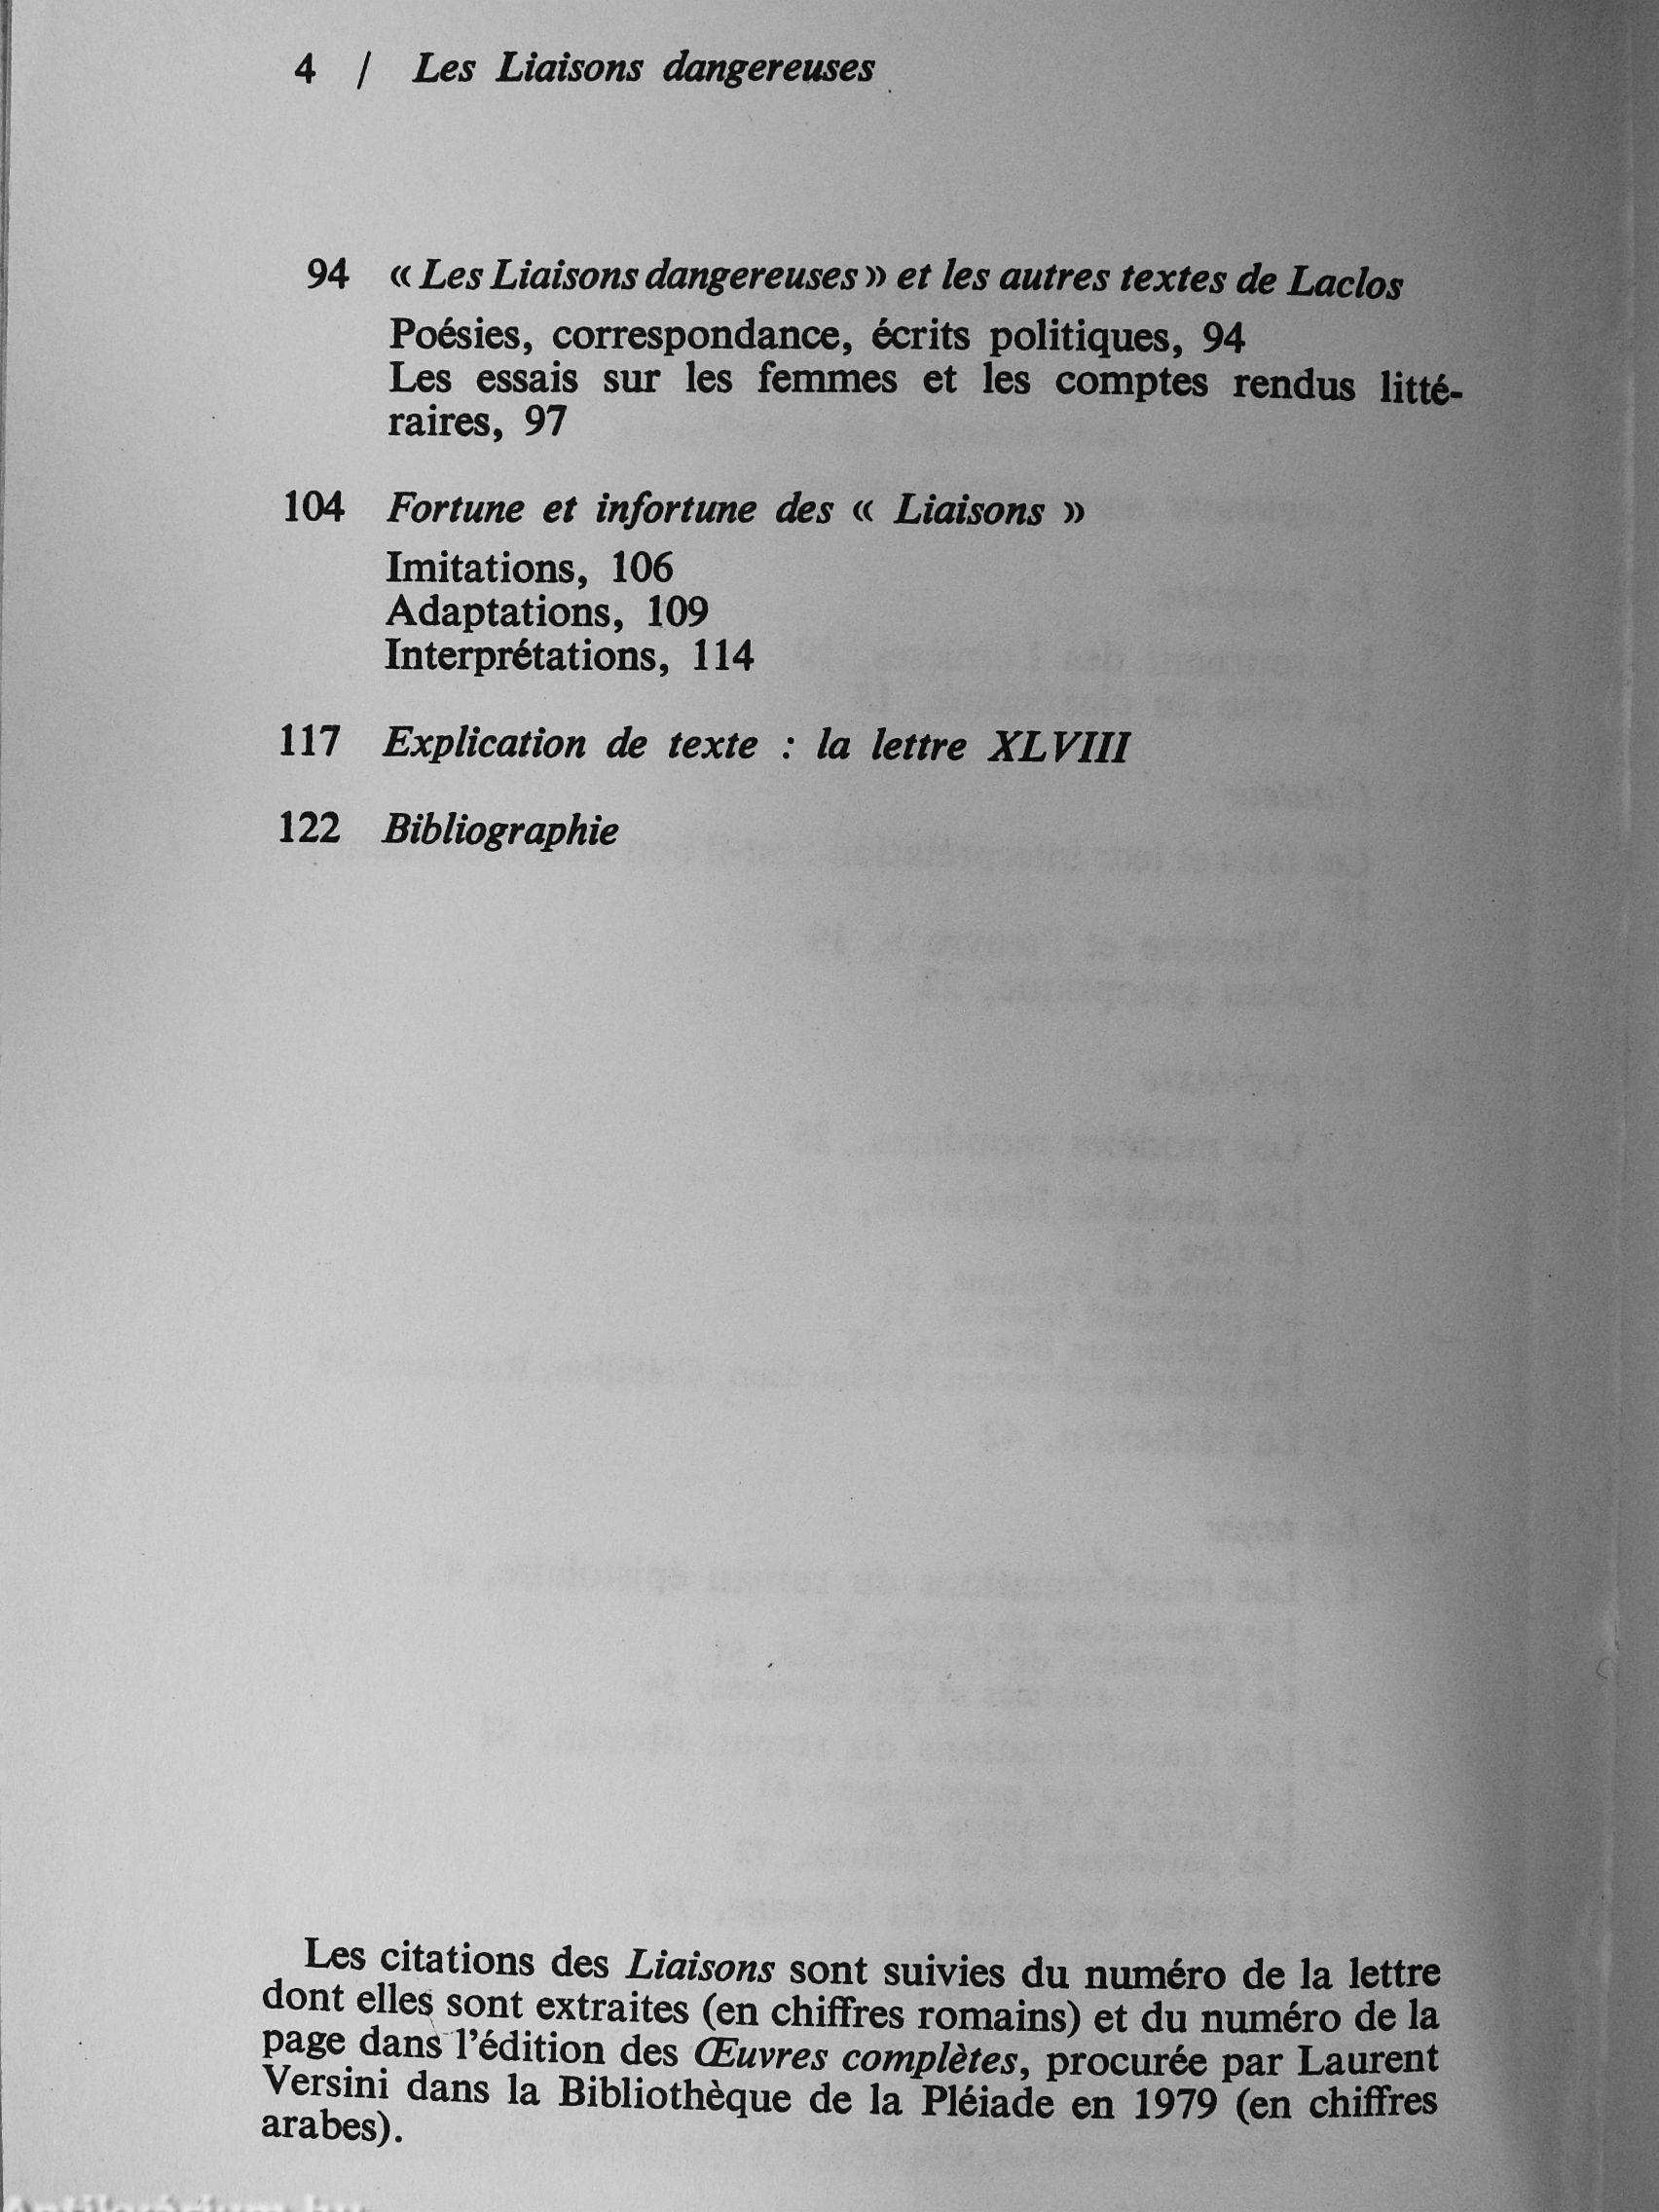 4 / Les Liaisons dangereuses
94 « Les Liaisons dangereuses » et les autres textes de Laclos
Poésies, correspondance, écrits politiques, 94
Les essais sur les femmes et les comptes rendus litté-
raires, 97
104 Fortune et infortune des « Liaisons »
Imitations, 106
Adaptations, 109
Interprétations, 114
117 Explication de texte : la lettre XLVIII
122 Bibliographie
Les citations des Liaisons sont suivies du numéro de la lettre
dont elles sont extraites (en chiffres romains) et du numéro de la
page dans l'édition des Œuvres complètes, procurée par Laurent
Versini dans la Bibliothèque de la Pléiade en 1979 (en chiffres
arabes).